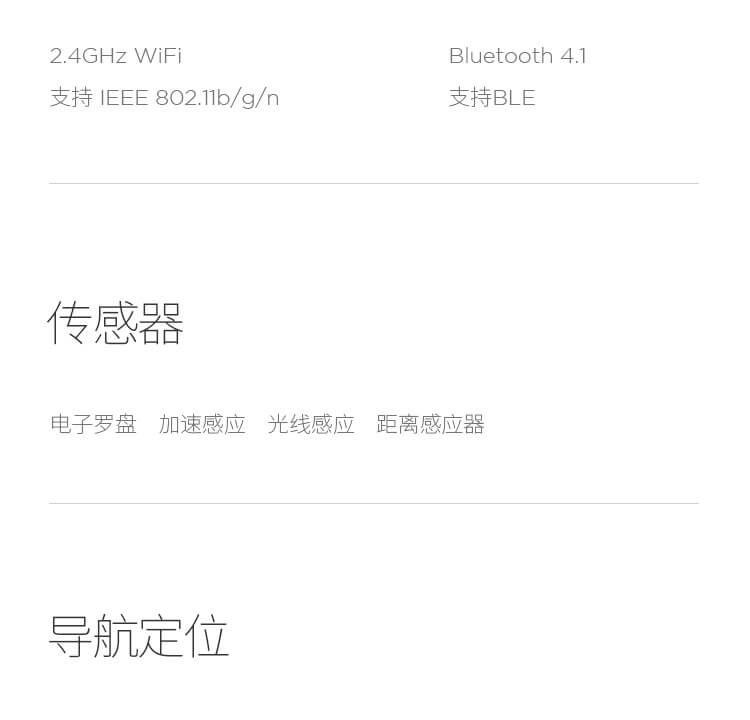 2.4GHz WiFi
支持 IEEE 802.11b/g/n
Bluetooth 4.1
支持BLE
传感器
电子罗盘 加速感应 光线感应 距离感应器
导航定位